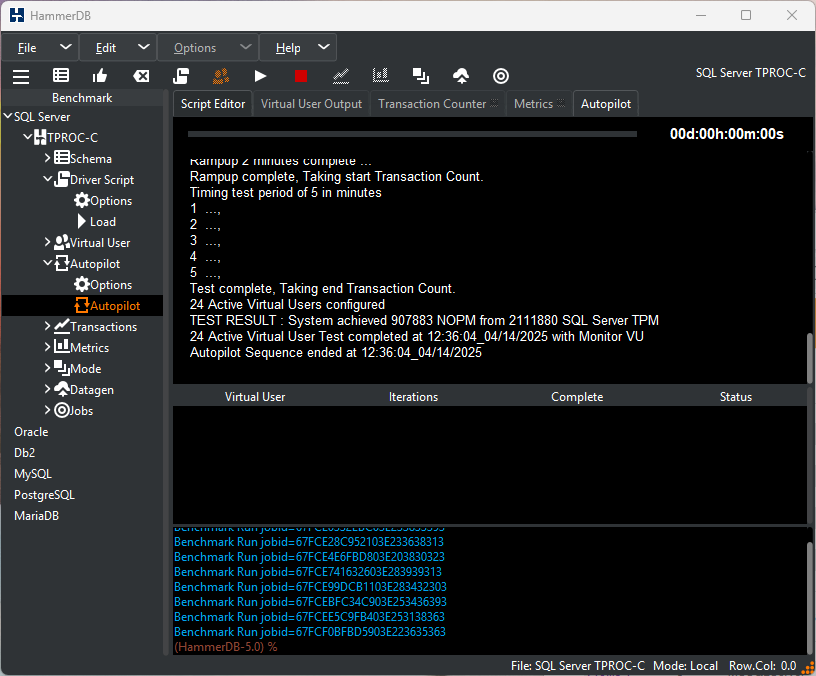 HammerDB
File Edit Options Help
SQL Server TPROC-C
Benchmark
SQL Server
TPROC-C
Schema
Driver Script
Options
Load
Virtual User
Autopilot
Options
Autopilot
Transactions
Metrics
Mode
Datagen
Jobs
Oracle
Db2
MySQL
PostgreSQL
MariaDB
Script Editor Virtual User Output Transaction Counter Metrics Autopilot
00d:00h:00m:00s
Rampup 2 minutes complete ...
Rampup complete, Taking start Transaction Count.
Timing test period of 5 in minutes
1 ...,
2 ...,
3 ...,
4 ...,
5 ...,
Test complete, Taking end Transaction Count.
24 Active Virtual Users configured
TEST RESULT : System achieved 907883 NOPM from 2111880 SQL Server TPM
24 Active Virtual User Test completed at 12:36:04_04/14/2025 with Monitor VU
Autopilot Sequence ended at 12:36:04_04/14/2025
Virtual User Iterations Complete Status
Benchmark Run
Benchmark Run jobid=67FCE28C952103E233638313
Benchmark Run jobid=67FCE4E6FBD803E203830323
Benchmark Run jobid=67FCE741632603E283939313
Benchmark Run jobid=67FCE99DCB1103E283432303
Benchmark Run jobid=67FCEBFC34C903E253436393
Benchmark Run jobid=67FCEE5C9FB403E253138363
Benchmark Run jobid=67FCF0BFBD5903E223635363
(HammerDB-5.0) %
File: SQL Server TPROC-C Mode: Local Row.Col: 0.0